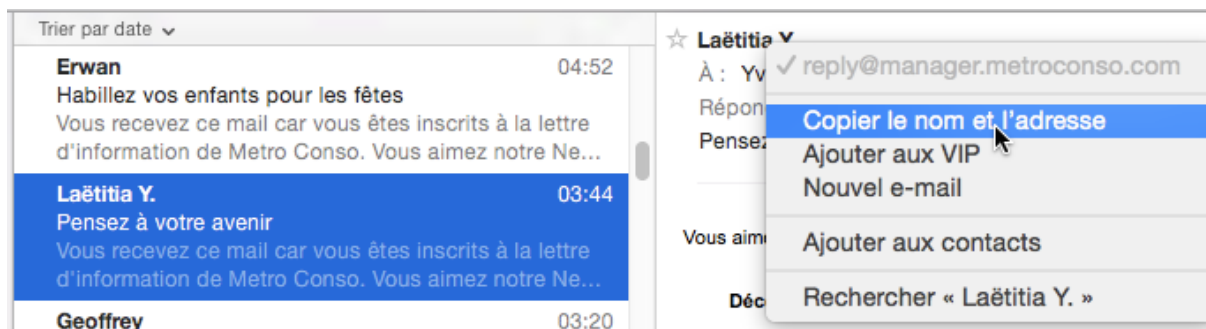 Trier par date
Erwan 04:52
Habillez vos enfants pour les fêtes
Vous recevez ce mail car vous êtes inscrits à la lettre
d'information de Metro Conso. Vous aimez notre Ne...
Laëtitia Y. 03:44
Pensez à votre avenir
Vous recevez ce mail car vous êtes inscrits à la lettre
d'information de Metro Conso. Vous aimez notre Ne...
Geoffrey 03:20
Laëtitia Y
À : Yv
Répon
Pensez
Vous aime
Déc
reply@manager.metroconso.com
Copier le nom et l'adresse
Ajouter aux VIP
Nouvel e-mail
Ajouter aux contacts
Rechercher « Laëtitia Y. »